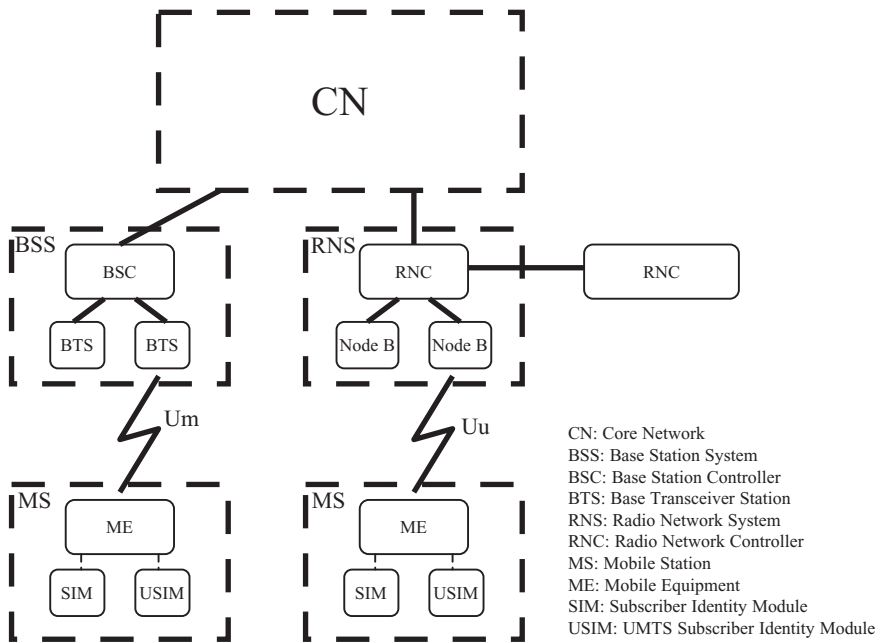 CN
BSS
RNS
BSC
RNC
RNC
BTS
BTS
Node B
Node B
Um
Uu
MS
MS
ME
ME
SIM
USIM
SIM
USIM
CN: Core Network
BSS: Base Station System
BSC: Base Station Controller
BTS: Base Transceiver Station
RNS: Radio Network System
RNC: Radio Network Controller
MS: Mobile Station
ME: Mobile Equipment
SIM: Subscriber Identity Module
USIM: UMTS Subscriber Identity Module